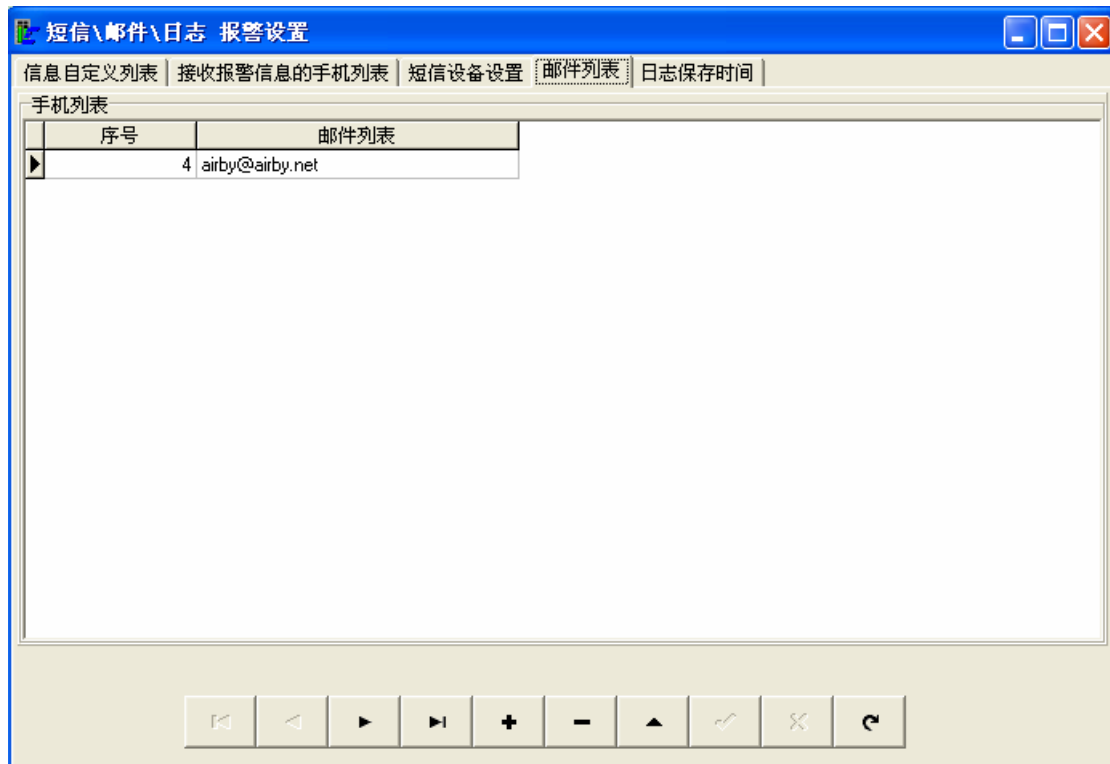 短信\邮件\日志 报警设置
信息自定义列表 接收报警信息的手机列表 短信设备设置 邮件列表 日志保存时间
手机列表
序号 邮件列表
4 airby@airby.net